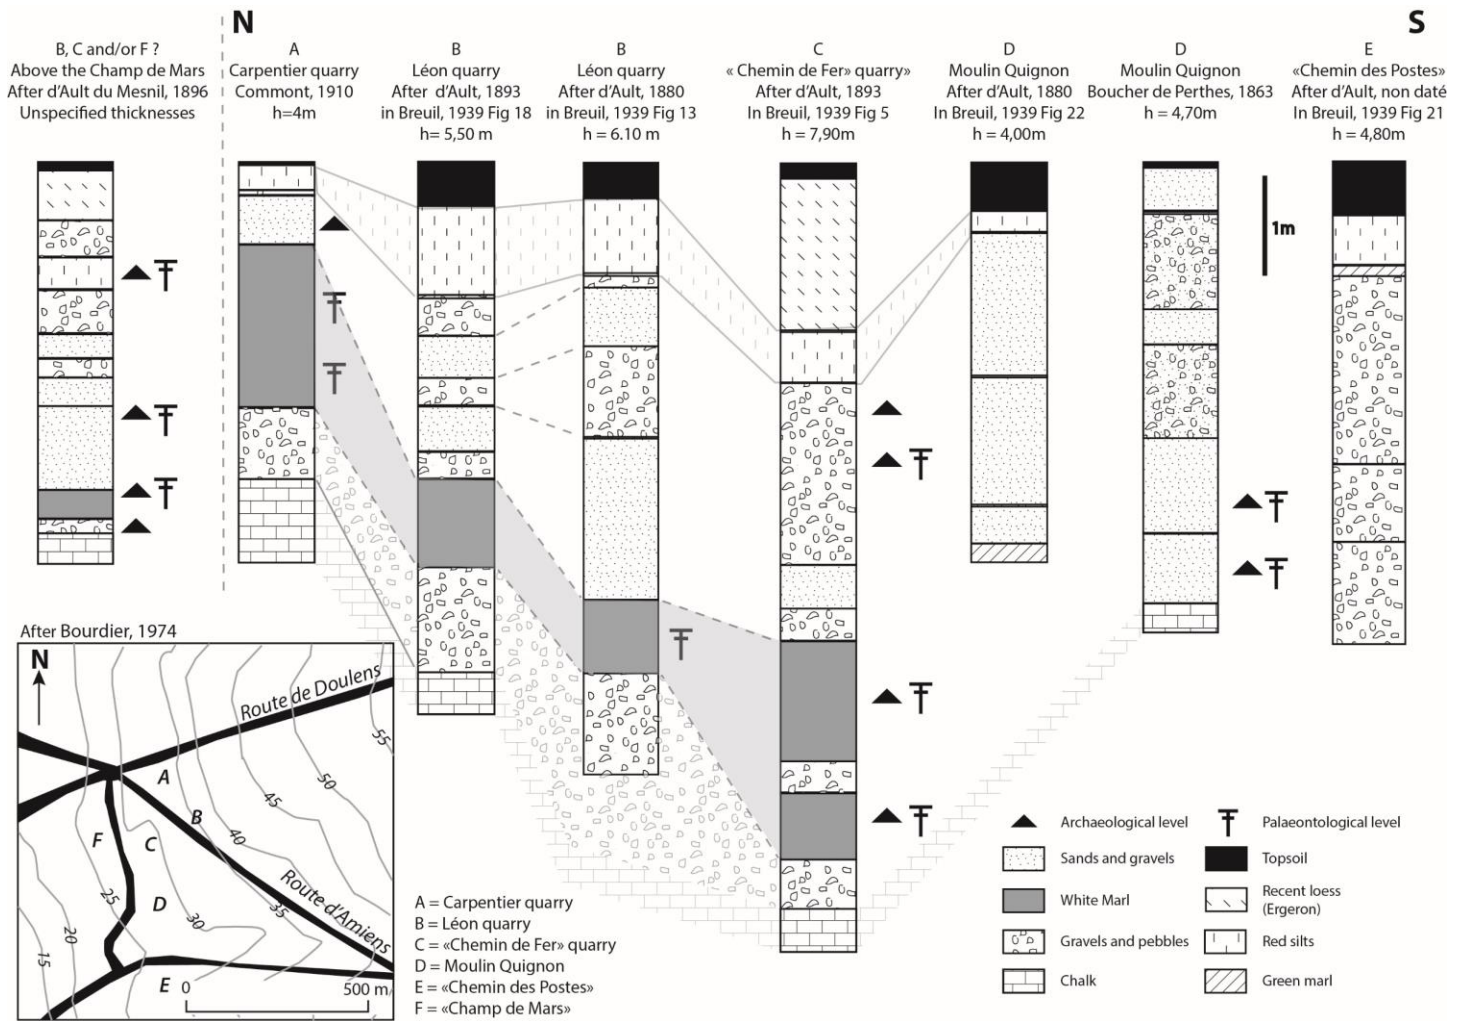 N
S
B, C and/or F ?
Above the Champ de Mars
After d'Ault du Mesnil, 1896
Unspecified thicknesses
A
Carpentier quarry
Commont, 1910
h=4m
B
Léon quarry
After d'Ault, 1893
in Breuil, 1939 Fig 18
h= 5,50 m
B
Léon quarry
After d'Ault, 1880
in Breuil, 1939 Fig 13
h = 6.10 m
C
« Chemin de Fer» quarry»
After d'Ault, 1893
In Breuil, 1939 Fig 5
h = 7,90m
D
Moulin Quignon
After d'Ault, 1880
In Breuil, 1939 Fig 22
h = 4,00m
D
Moulin Quignon
Boucher de Perthes, 1863
h = 4,70m
E
«Chemin des Postes»
After d'Ault, non daté
In Breuil, 1939 Fig 21
h = 4,80m
1m
After Bourdier, 1974
N
Route de Doulens
55
50
45
40
35
30
25
20
15
A
B
C
F
D
E
Route d'Amiens
0
500 m
A = Carpentier quarry
B = Léon quarry
C = «Chemin de Fer» quarry
D = Moulin Quignon
E = «Chemin des Postes»
F = «Champ de Mars»
Archaeological level
Sands and gravels
White Marl
Gravels and pebbles
Chalk
Palaeontological level
Topsoil
Recent loess
(Ergeron)
Red silts
Green marl